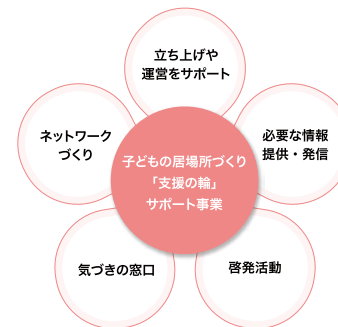 立ち上げや
運営をサポート
ネットワーク
づくり
必要な情報
提供・発信
子どもの居場所づくり
「支援の輪」
サポート事業
気づきの窓口
啓発活動